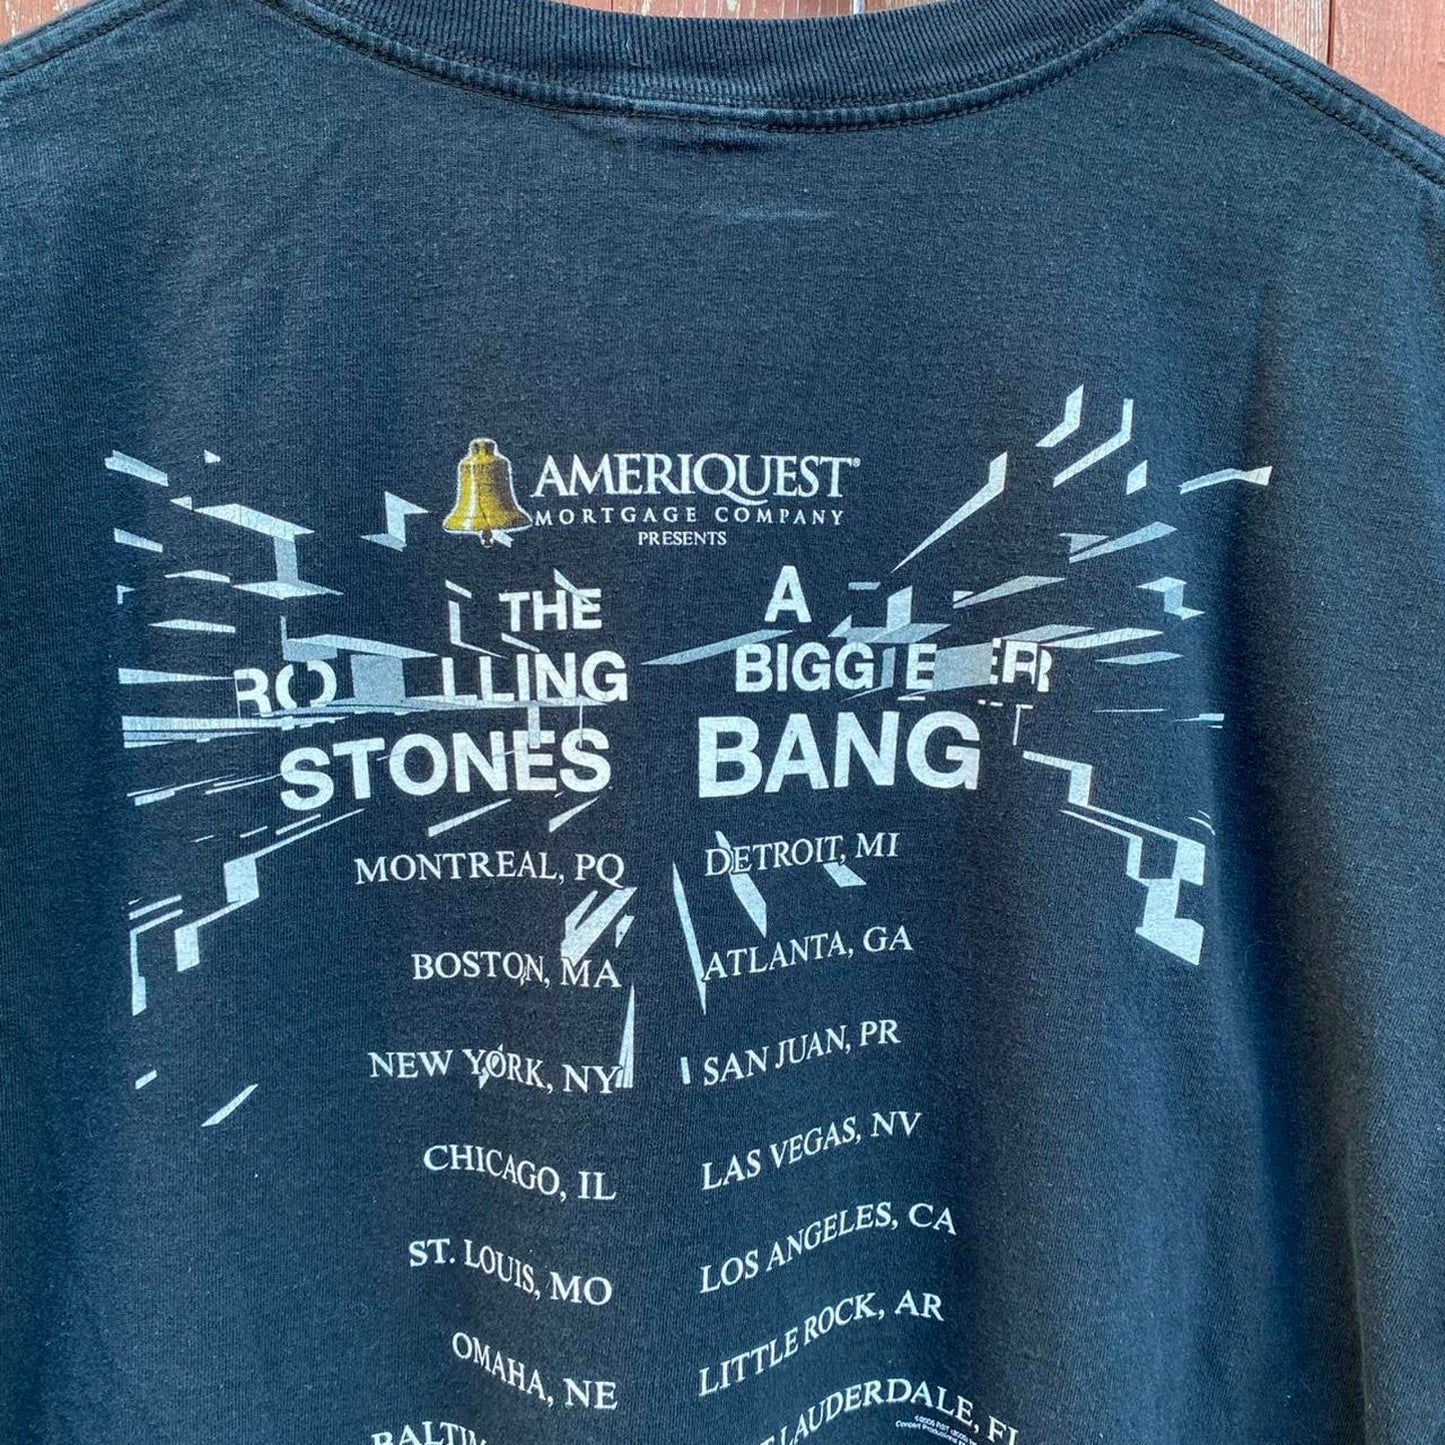 AMERIQUEST®
MORTGAGE COMPANY
PRESENTS
THE
ROLLING
STONES
A
BIGGER
BANG
MONTREAL, PQ
BOSTON, MA
NEW YORK, NY
CHICAGO, IL
ST. LOUIS, MO
OMAHA, NE
DETROIT, MI
ATLANTA, GA
SAN JUAN, PR
LAS VEGAS, NV
LOS ANGELES, CA
LITTLE ROCK, AR
LAUDERDALE,